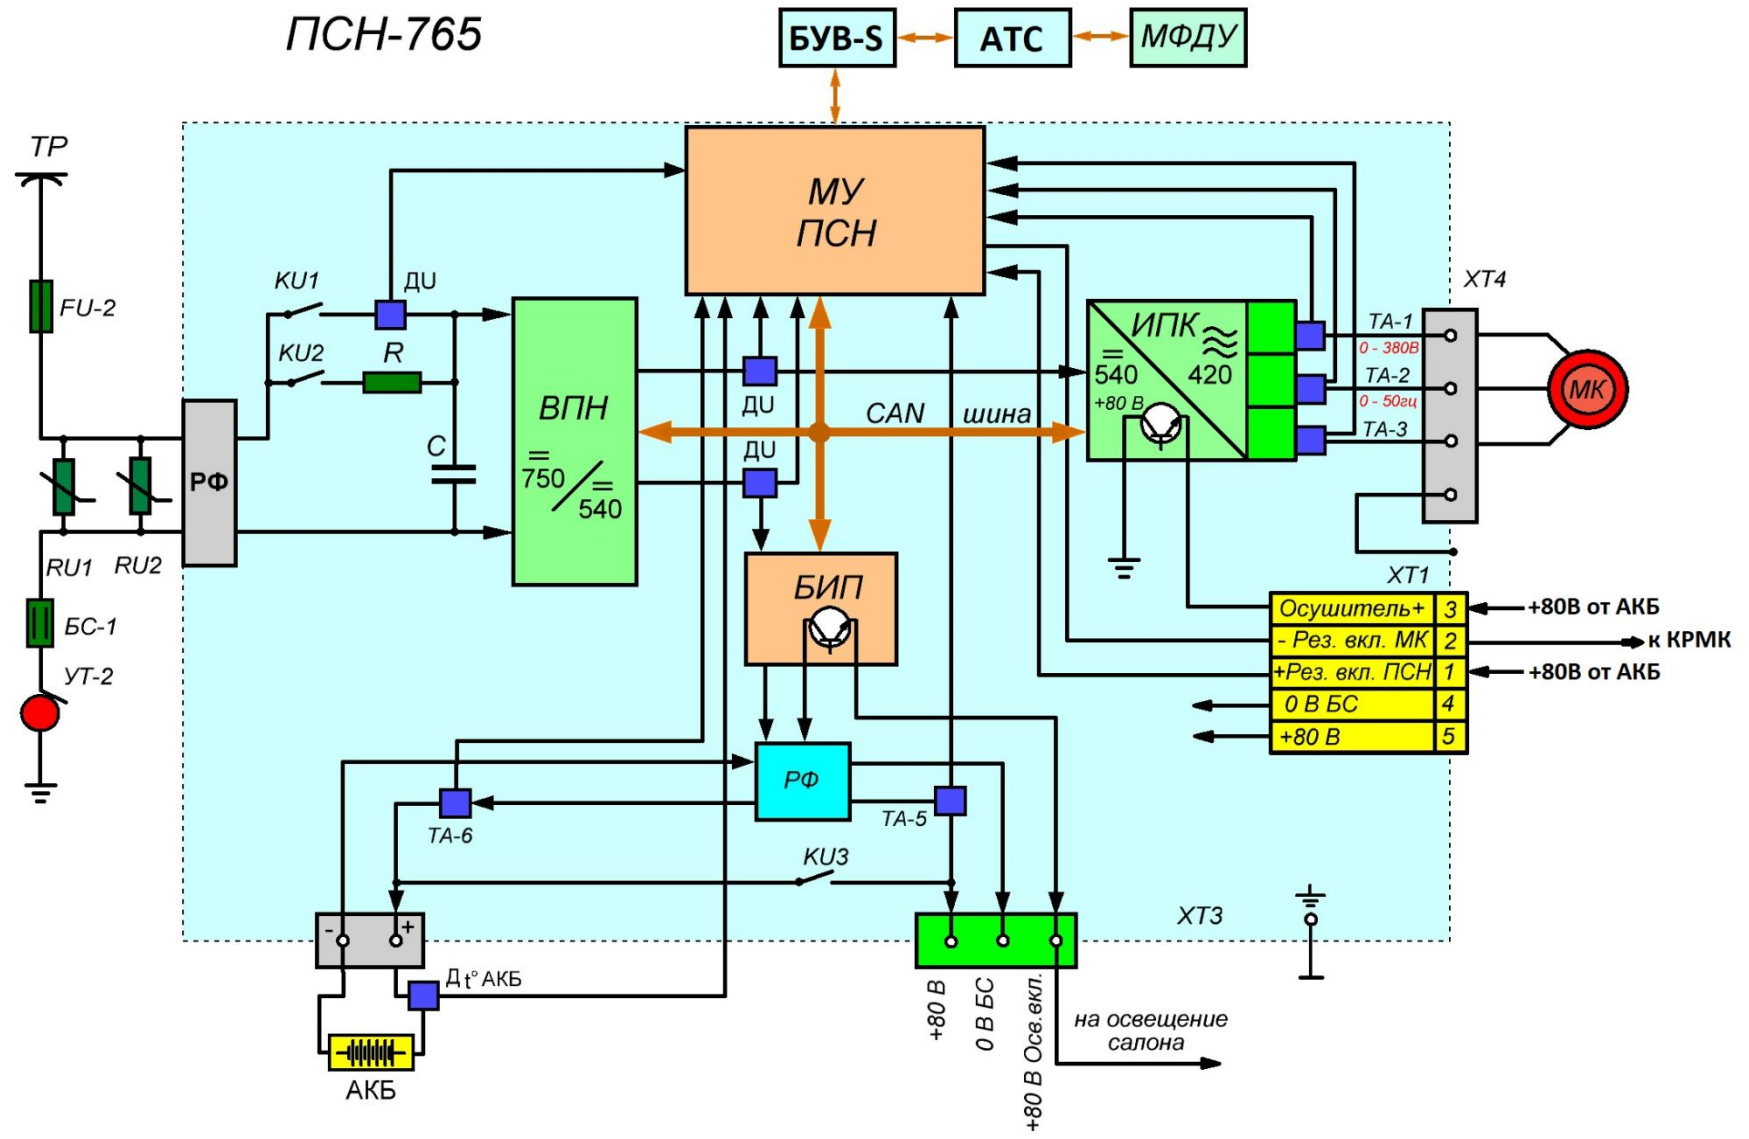 ПСН-765
БУВ-S
АТС
МФДУ
ТР
FU-2
KU1
ДU
KU2
R
C
РФ
RU1
RU2
БС-1
УТ-2
МУ
ПСН
ВПН
=
750
=
540
ДU
ДU
CAN шина
ИПК
=
540
420
+80 В
ТА-1
0 - 380В
ТА-2
0 - 50гц
ТА-3
ХТ4
МК
БИП
ХТ1
Осушитель+ 3
+80В от АКБ
- Рез. вкл. МК 2
к КРМК
+Рез. вкл. ПСН 1
+80В от АКБ
0 В БС 4
+80 В 5
РФ
ТА-6
ТА-5
KU3
- +
Дt° АКБ
АКБ
ХТ3
+80 В
0 В БС
+80 В Осв.вкл.
на освещение
салона